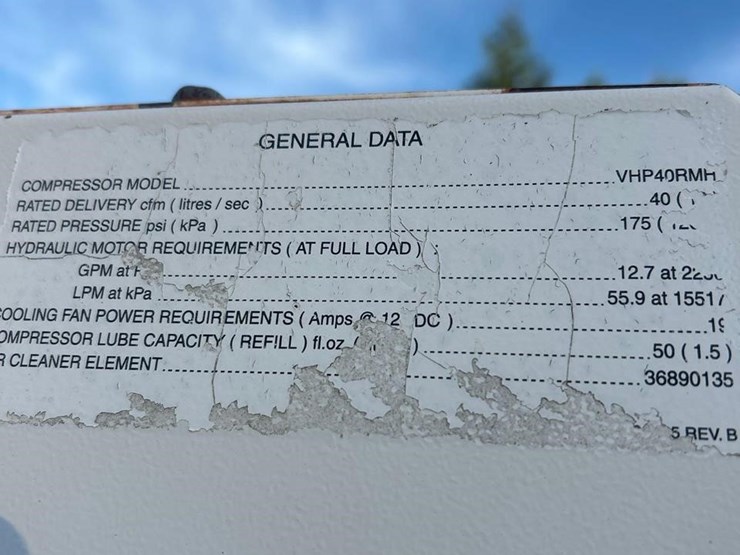 GENERAL DATA
COMPRESSOR MODEL ........ VHP40RMH
RATED DELIVERY cfm ( litres / sec ) ........ 40 (
RATED PRESSURE psi ( kPa ) ........ 175 (
HYDRAULIC MOTOR REQUIREMENTS ( AT FULL LOAD ) :
GPM at ........ 12.7 at
LPM at kPa ........ 55.9 at 1551
COOLING FAN POWER REQUIREMENTS ( Amps @ 12 DC ) ........
COMPRESSOR LUBE CAPACITY ( REFILL ) fl.oz. ( ) ........ 50 ( 1.5 )
R CLEANER ELEMENT ........ 36890135
5 REV. B